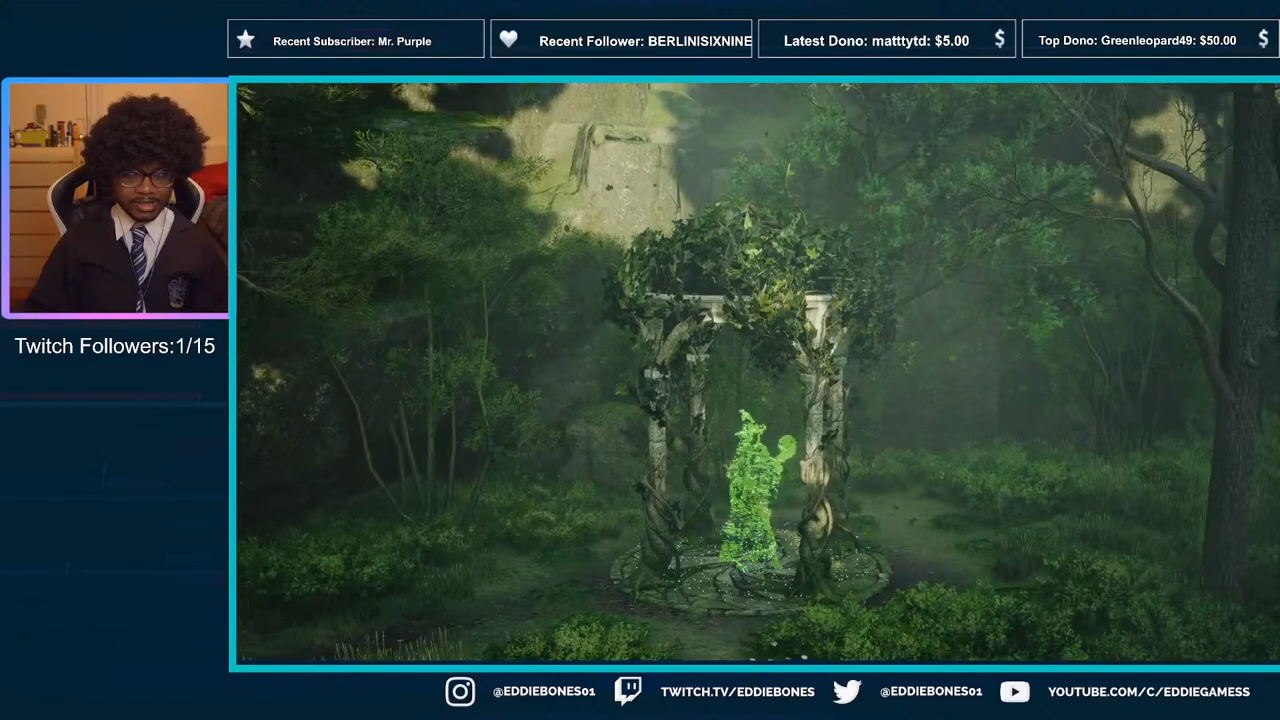 Recent Subscriber: Mr. Purple
Recent Follower: BERLINISIXNINE
Latest Dono: matttytd: $5.00
Top Dono: Greenleopard49: $50.00
Twitch Followers:1/15
@EDDIEBONES01
TWITCH.TV/EDDIEBONES
@EDDIEBONES01
YOUTUBE.COM/C/EDDIEGAMESS